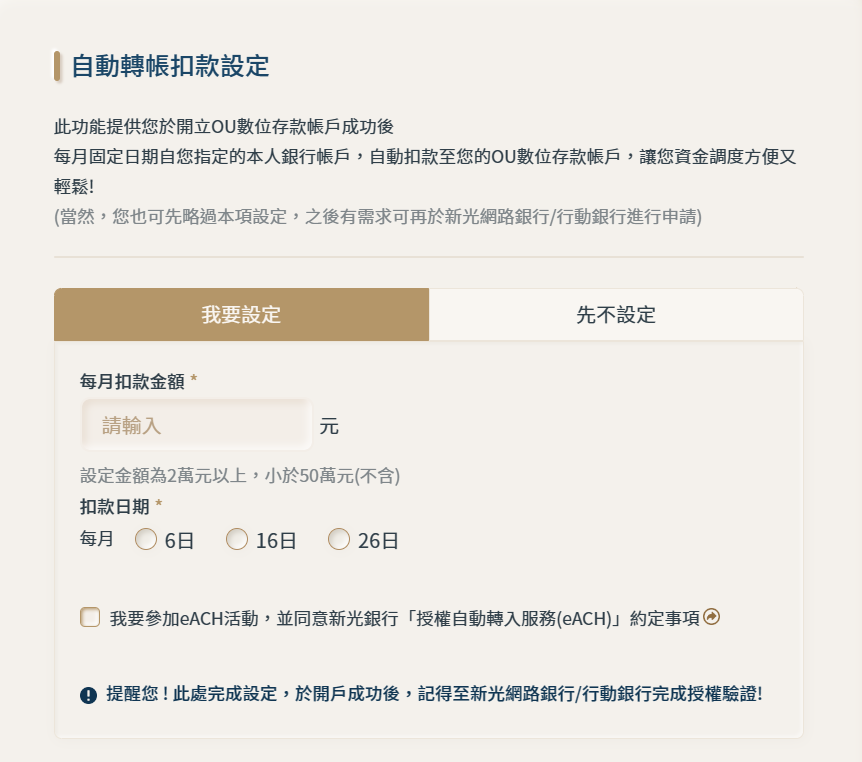 自動轉帳扣款設定
此功能提供您於開立OU數位存款帳戶成功後
每月固定日期自您指定的本人銀行帳戶，自動扣款至您的OU數位存款帳戶，讓您資金調度方便又
輕鬆!
(當然，您也可先略過本項設定，之後有需求可再於新光網路銀行/行動銀行進行申請)
我要設定 先不設定
每月扣款金額 *
請輸入 元
設定金額為2萬元以上，小於50萬元(不含)
扣款日期 *
每月 6日 16日 26日
我要參加eACH活動，並同意新光銀行「授權自動轉入服務(eACH)」約定事項
提醒您 ! 此處完成設定，於開戶成功後，記得至新光網路銀行/行動銀行完成授權驗證!